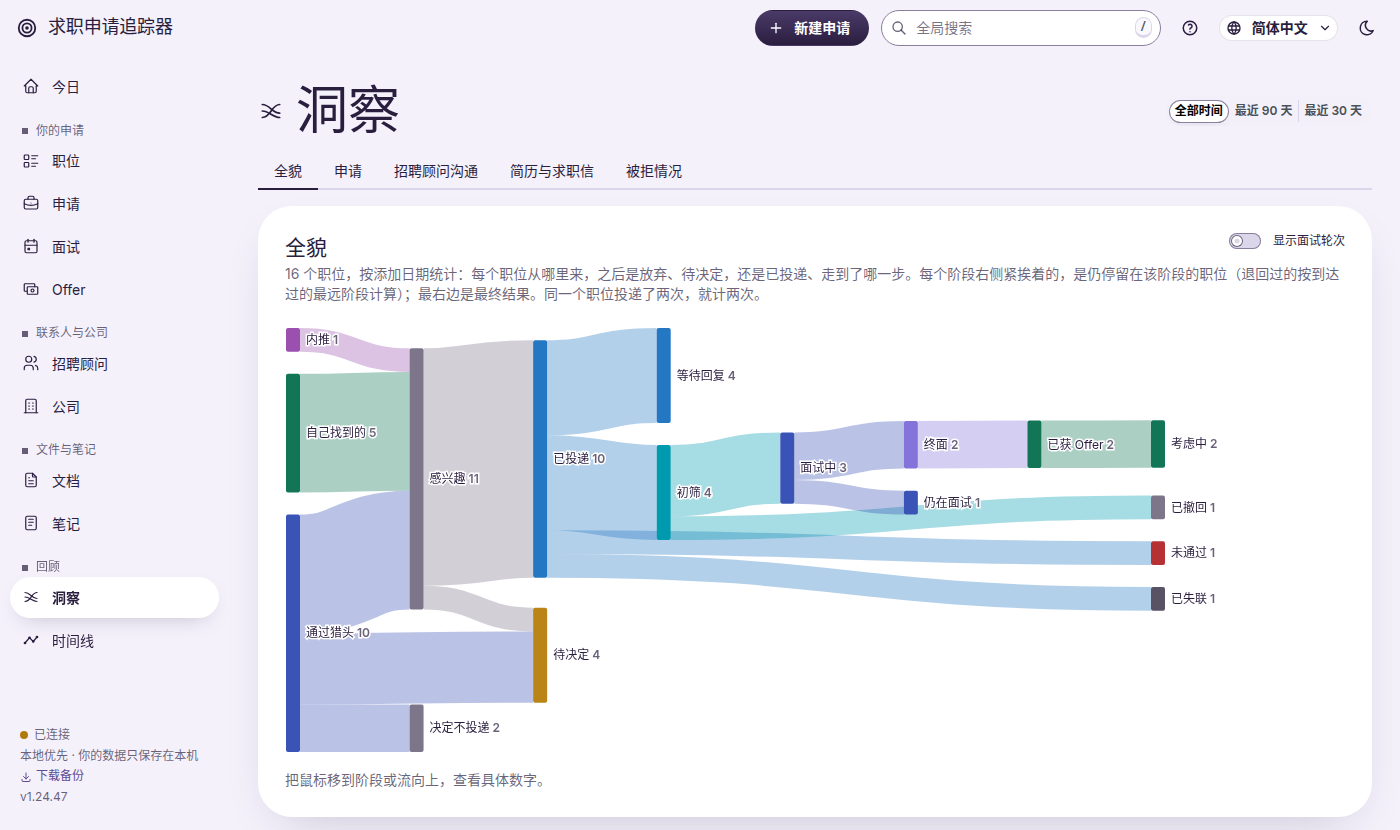 求职申请追踪器
新建申请
全局搜索
/
简体中文
今日
你的申请
职位
申请
面试
Offer
联系人与公司
招聘顾问
公司
文件与笔记
文档
笔记
回顾
洞察
时间线
已连接
本地优先 · 你的数据只保存在本机
下载备份
v1.24.47
洞察
全部时间
最近 90 天
最近 30 天
全貌
申请
招聘顾问沟通
简历与求职信
被拒情况
全貌
显示面试轮次
16 个职位，按添加日期统计：每个职位从哪里来，之后是放弃、待决定，还是已投递、走到了哪一步。每个阶段右侧紧挨着的，是仍停留在该阶段的职位（退回过的按到达
过的最远阶段计算）；最右边是最终结果。同一个职位投递了两次，就计两次。
内推 1
自己找到的 5
通过猎头 10
感兴趣 11
决定不投递 2
已投递 10
待决定 4
等待回复 4
初筛 4
面试中 3
终面 2
仍在面试 1
已获 Offer 2
考虑中 2
已撤回 1
未通过 1
已失联 1
把鼠标移到阶段或流向上，查看具体数字。